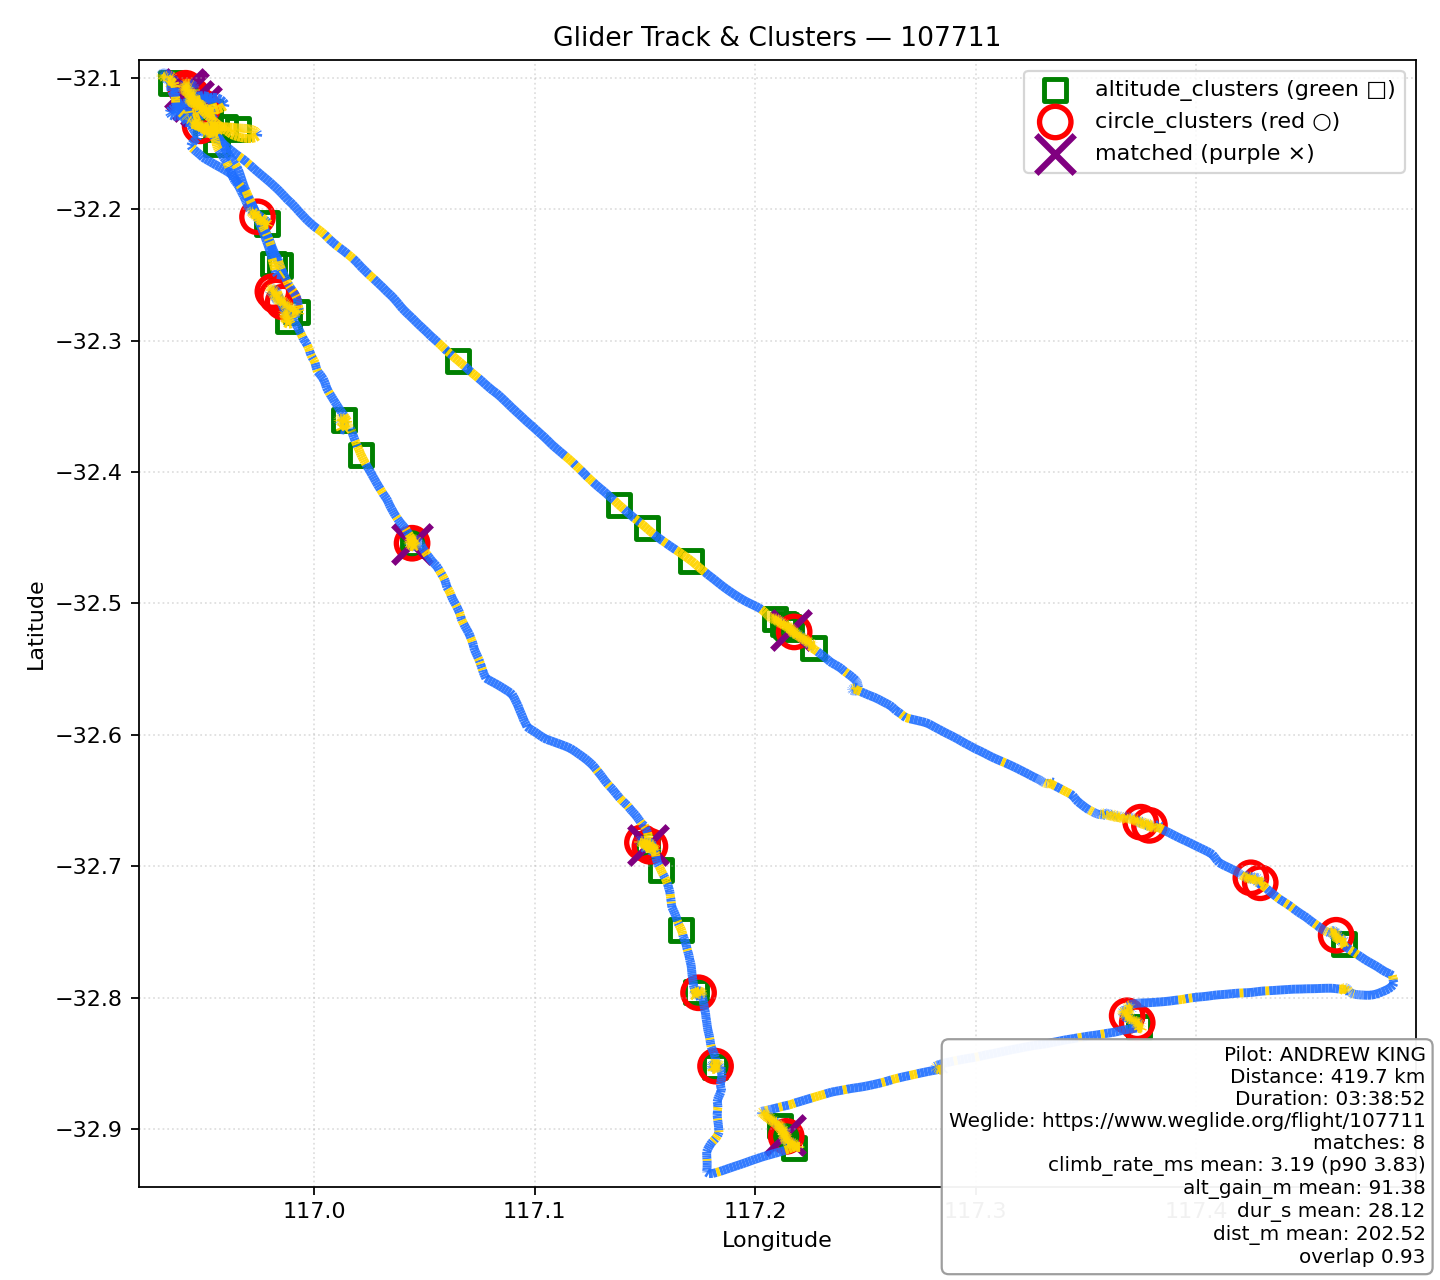 Glider Track & Clusters — 107711
altitude_clusters (green □)
circle_clusters (red ○)
matched (purple ×)
−32.1
−32.2
−32.3
−32.4
−32.5
−32.6
−32.7
−32.8
−32.9
Latitude
117.0
117.1
117.2
117.3
117.4
Longitude
Pilot: ANDREW KING
Distance: 419.7 km
Duration: 03:38:52
Weglide: https://www.weglide.org/flight/107711
matches: 8
climb_rate_ms mean: 3.19 (p90 3.83)
alt_gain_m mean: 91.38
dur_s mean: 28.12
dist_m mean: 202.52
overlap 0.93